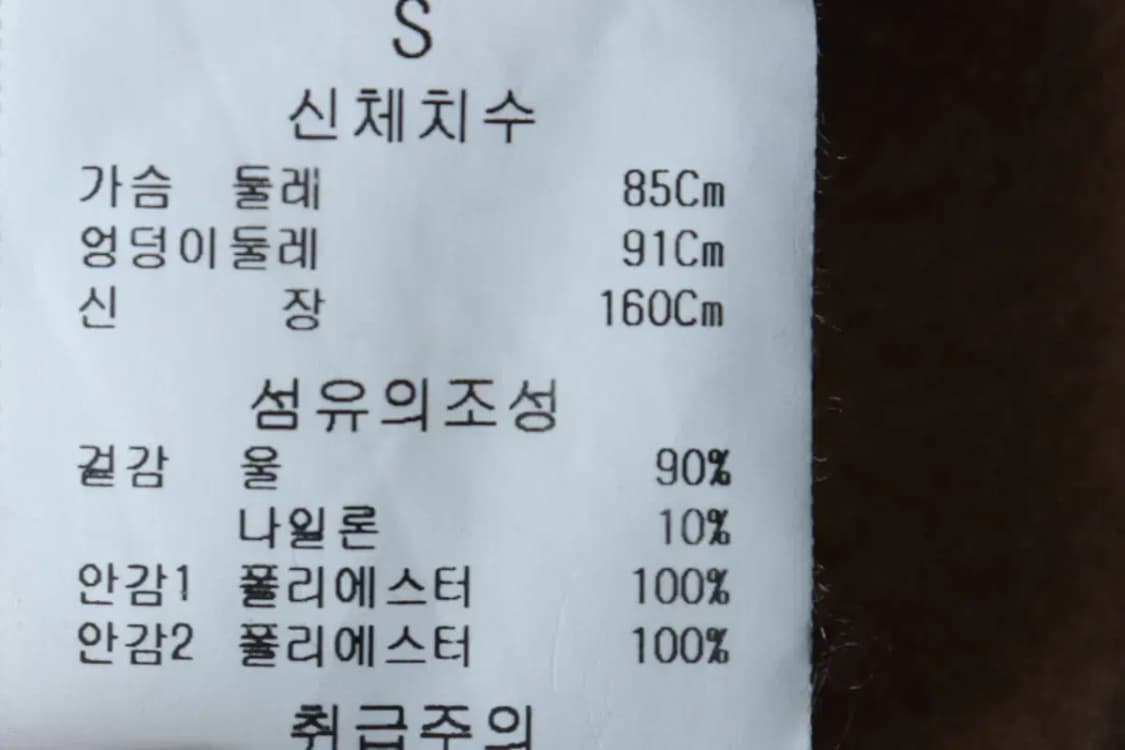 S
신체치수
가슴 둘레 85Cm
엉덩이둘레 91Cm
신 장 160Cm
섬유의조성
겉감 울 90%
나일론 10%
안감1 폴리에스터 100%
안감2 폴리에스터 100%
취급주의